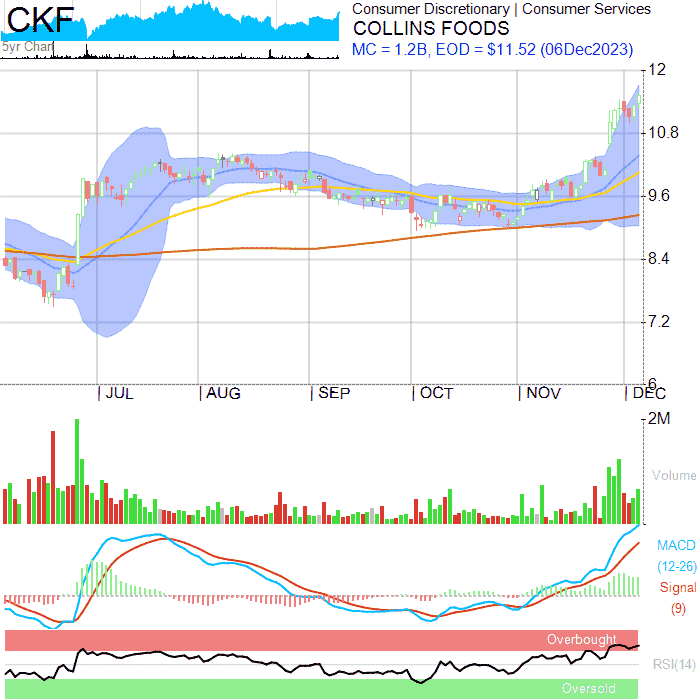 CKF
5yr Chart
Consumer Discretionary | Consumer Services
COLLINS FOODS
MC = 1.2B, EOD = $11.52 (06Dec2023)
12
10.8
9.6
8.4
7.2
6
JUL
AUG
SEP
OCT
NOV
DEC
2M
Volume
MACD
(12-26)
Signal
(9)
Overbought
RSI(14)
Oversold